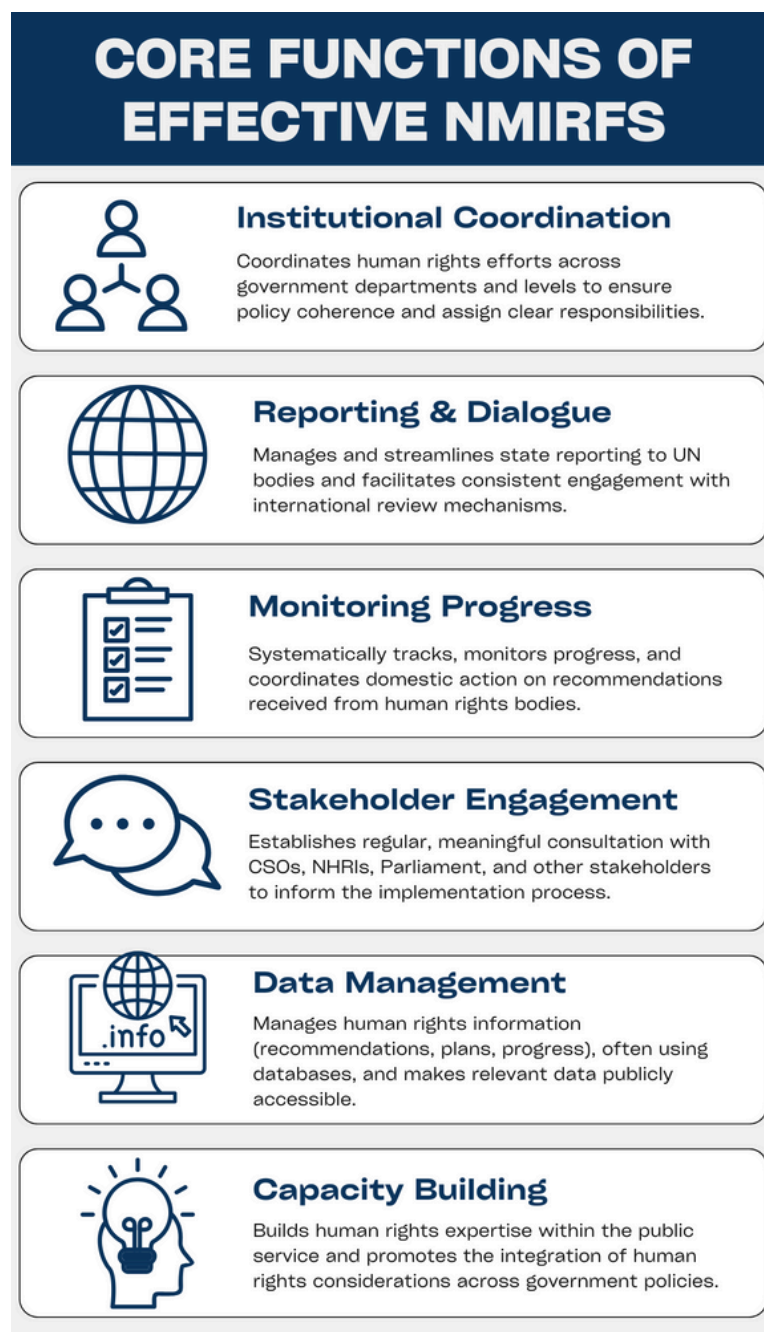 CORE FUNCTIONS OF
EFFECTIVE NMIRFS
Institutional Coordination
Coordinates human rights efforts across
government departments and levels to ensure
policy coherence and assign clear responsibilities.
Reporting & Dialogue
Manages and streamlines state reporting to UN
bodies and facilitates consistent engagement with
international review mechanisms.
Monitoring Progress
Systematically tracks, monitors progress, and
coordinates domestic action on recommendations
received from human rights bodies.
Stakeholder Engagement
Establishes regular, meaningful consultation with
CSOs, NHRIs, Parliament, and other stakeholders
to inform the implementation process.
.info
Data Management
Manages human rights information
(recommendations, plans, progress), often using
databases, and makes relevant data publicly
accessible.
Capacity Building
Builds human rights expertise within the public
service and promotes the integration of human
rights considerations across government policies.